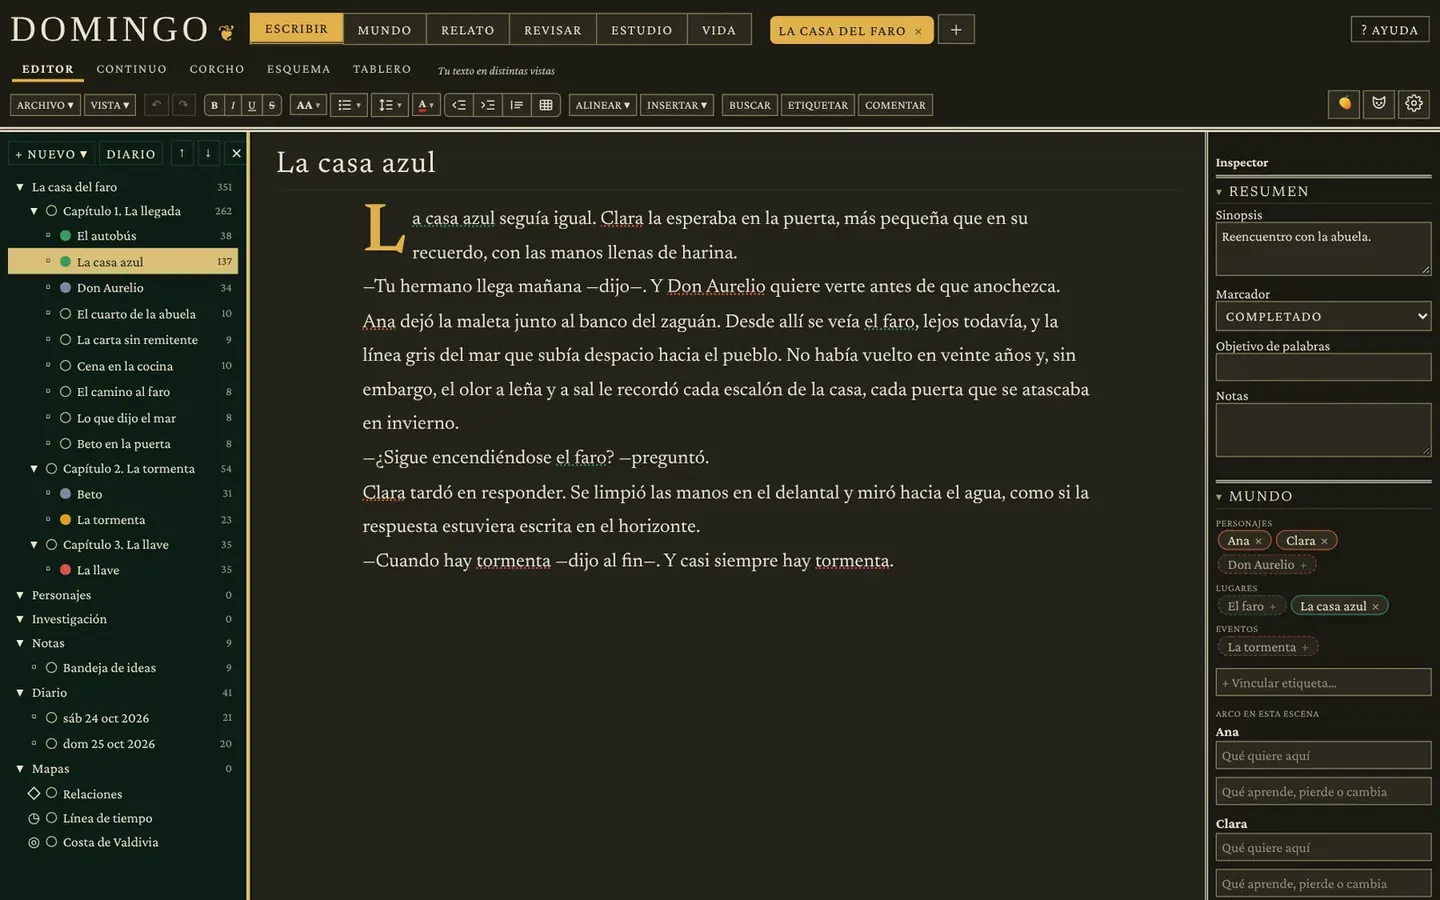 DOMINGO
ESCRIBIR MUNDO RELATO REVISAR ESTUDIO VIDA
LA CASA DEL FARO × +
? AYUDA
EDITOR CONTINUO CORCHO ESQUEMA TABLERO Tu texto en distintas vistas
ARCHIVO ▾ VISTA ▾ B I U S AA ▾ A ▾ ALINEAR ▾ INSERTAR ▾ BUSCAR ETIQUETAR COMENTAR
+ NUEVO ▾ DIARIO ↑ ↓ ×
La casa del faro 351
Capítulo 1. La llegada 262
El autobús 38
La casa azul 137
Don Aurelio 34
El cuarto de la abuela 10
La carta sin remitente 9
Cena en la cocina 10
El camino al faro 8
Lo que dijo el mar 8
Beto en la puerta 8
Capítulo 2. La tormenta 54
Beto 31
La tormenta 23
Capítulo 3. La llave 35
La llave 35
Personajes 0
Investigación 0
Notas 9
Bandeja de ideas 9
Diario 41
sáb 24 oct 2026 21
dom 25 oct 2026 20
Mapas 0
Relaciones
Línea de tiempo
Costa de Valdivia
La casa azul
La casa azul seguía igual. Clara la esperaba en la puerta, más pequeña que en su
recuerdo, con las manos llenas de harina.
—Tu hermano llega mañana —dijo—. Y Don Aurelio quiere verte antes de que anochezca.
Ana dejó la maleta junto al banco del zaguán. Desde allí se veía el faro, lejos todavía, y la
línea gris del mar que subía despacio hacia el pueblo. No había vuelto en veinte años y, sin
embargo, el olor a leña y a sal le recordó cada escalón de la casa, cada puerta que se atascaba
en invierno.
—¿Sigue encendiéndose el faro? —preguntó.
Clara tardó en responder. Se limpió las manos en el delantal y miró hacia el agua, como si la
respuesta estuviera escrita en el horizonte.
—Cuando hay tormenta —dijo al fin—. Y casi siempre hay tormenta.
Inspector
▾ RESUMEN
Sinopsis
Reencuentro con la abuela.
Marcador
COMPLETADO
Objetivo de palabras
Notas
▾ MUNDO
PERSONAJES
Ana × Clara ×
Don Aurelio +
LUGARES
El faro + La casa azul ×
EVENTOS
La tormenta +
+ Vincular etiqueta…
ARCO EN ESTA ESCENA
Ana
Qué quiere aquí
Qué aprende, pierde o cambia
Clara
Qué quiere aquí
Qué aprende, pierde o cambia